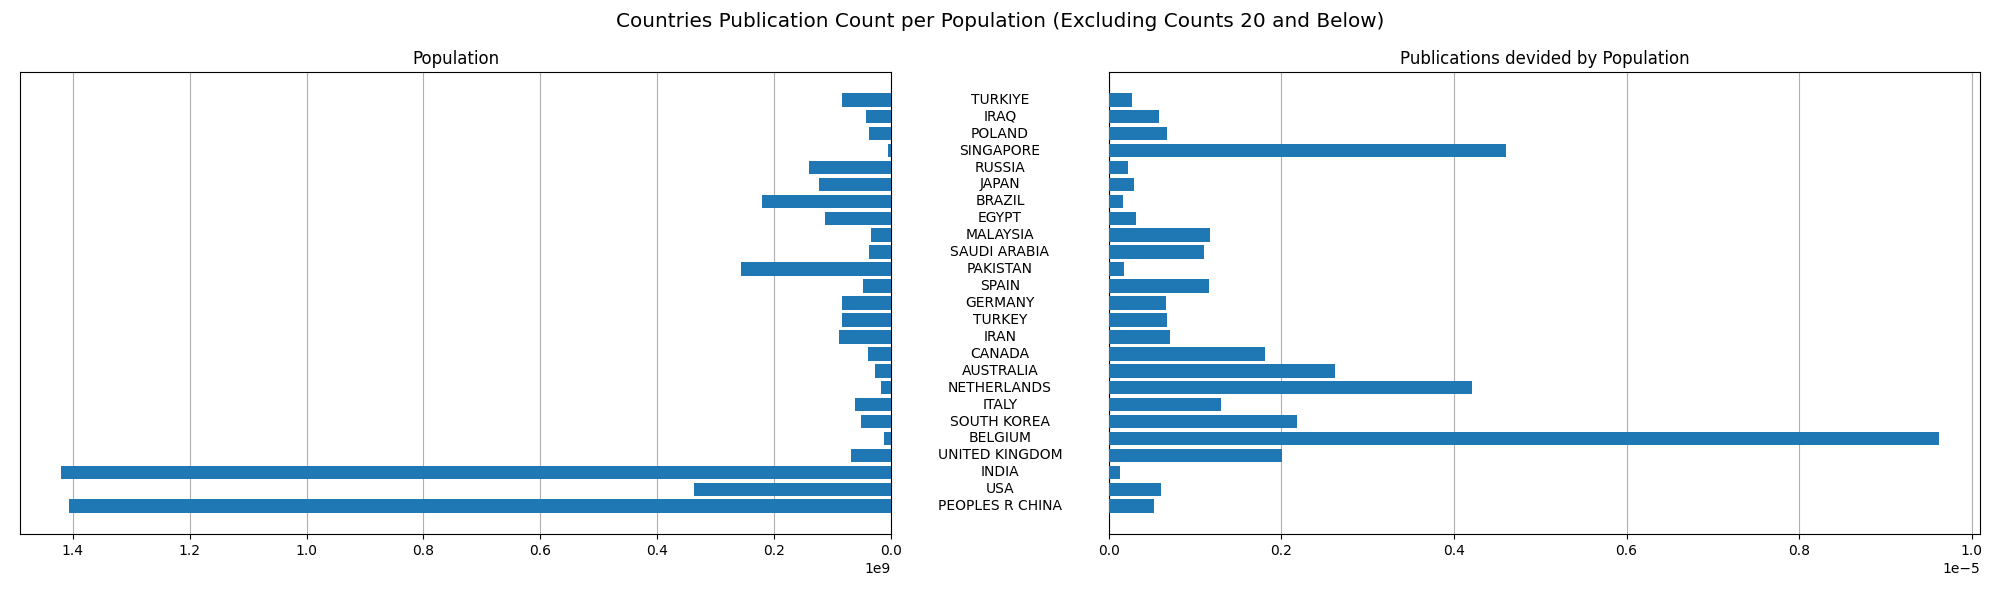 Countries Publication Count per Population (Excluding Counts 20 and Below)
Population
Publications devided by Population
TURKIYE
IRAQ
POLAND
SINGAPORE
RUSSIA
JAPAN
BRAZIL
EGYPT
MALAYSIA
SAUDI ARABIA
PAKISTAN
SPAIN
GERMANY
TURKEY
IRAN
CANADA
AUSTRALIA
NETHERLANDS
ITALY
SOUTH KOREA
BELGIUM
UNITED KINGDOM
INDIA
USA
PEOPLES R CHINA
1.4 1.2 1.0 0.8 0.6 0.4 0.2 0.0
1e9
0.0 0.2 0.4 0.6 0.8 1.0
1e−5